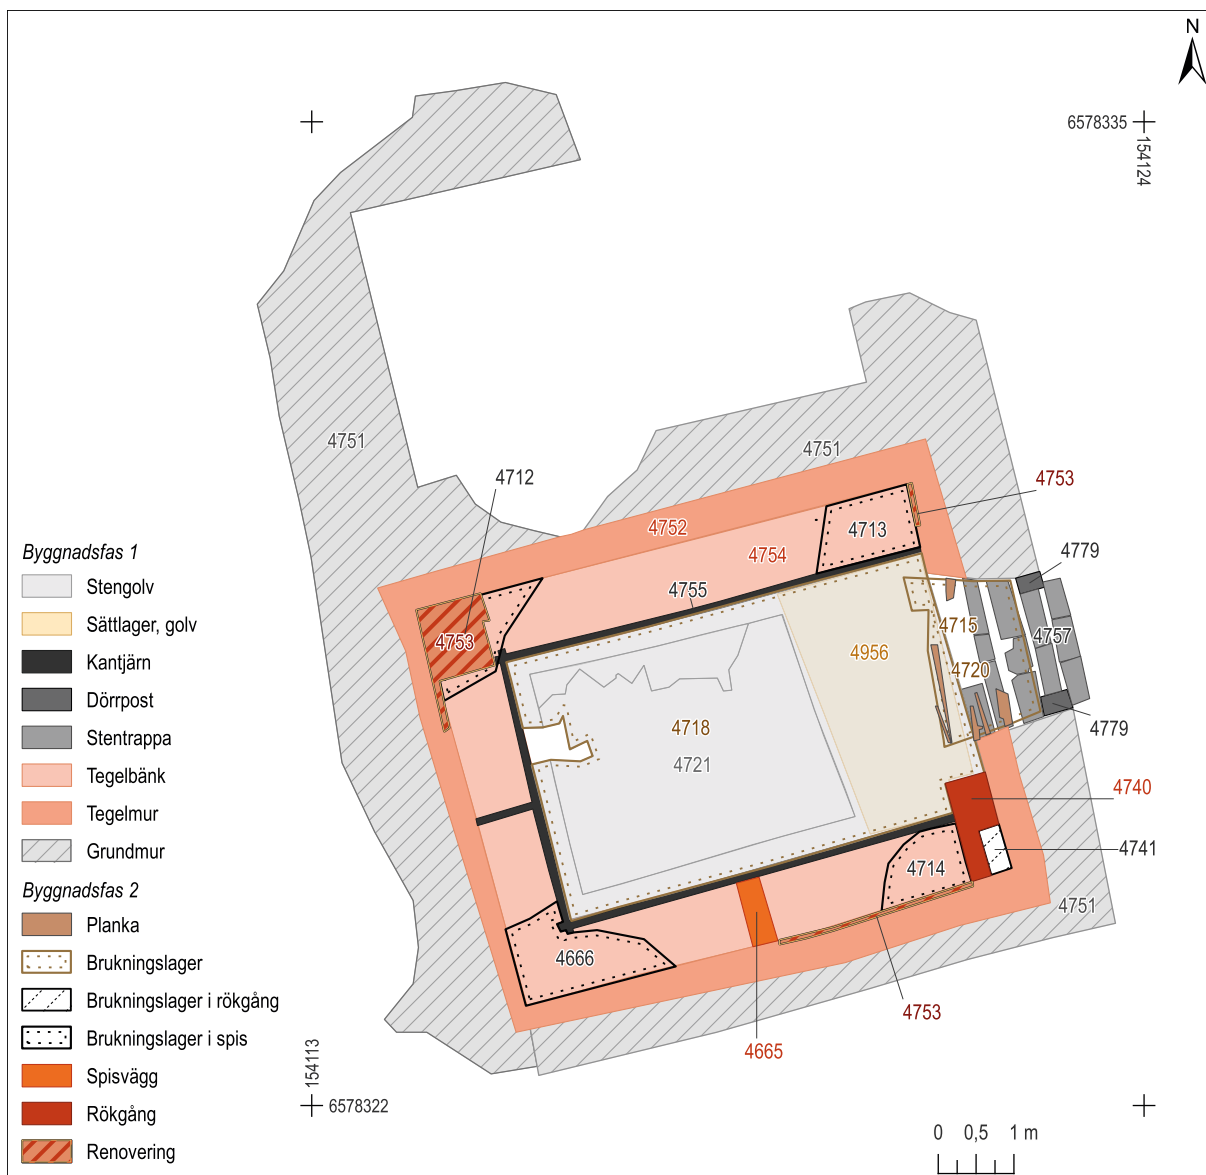 N
6578335
154124
4751
4751
4712
4753
4752
4713
4754
4779
4755
4753
4715
4757
4956
4720
4718
4779
4721
4740
4741
4714
4751
4666
4753
4665
154113
6578322
0 0,5 1 m
Byggnadsfas 1
Stengolv
Sättlager, golv
Kantjärn
Dörrpost
Stentrappa
Tegelbänk
Tegelmur
Grundmur
Byggnadsfas 2
Planka
Brukningslager
Brukningslager i rökgång
Brukningslager i spis
Spisvägg
Rökgång
Renovering